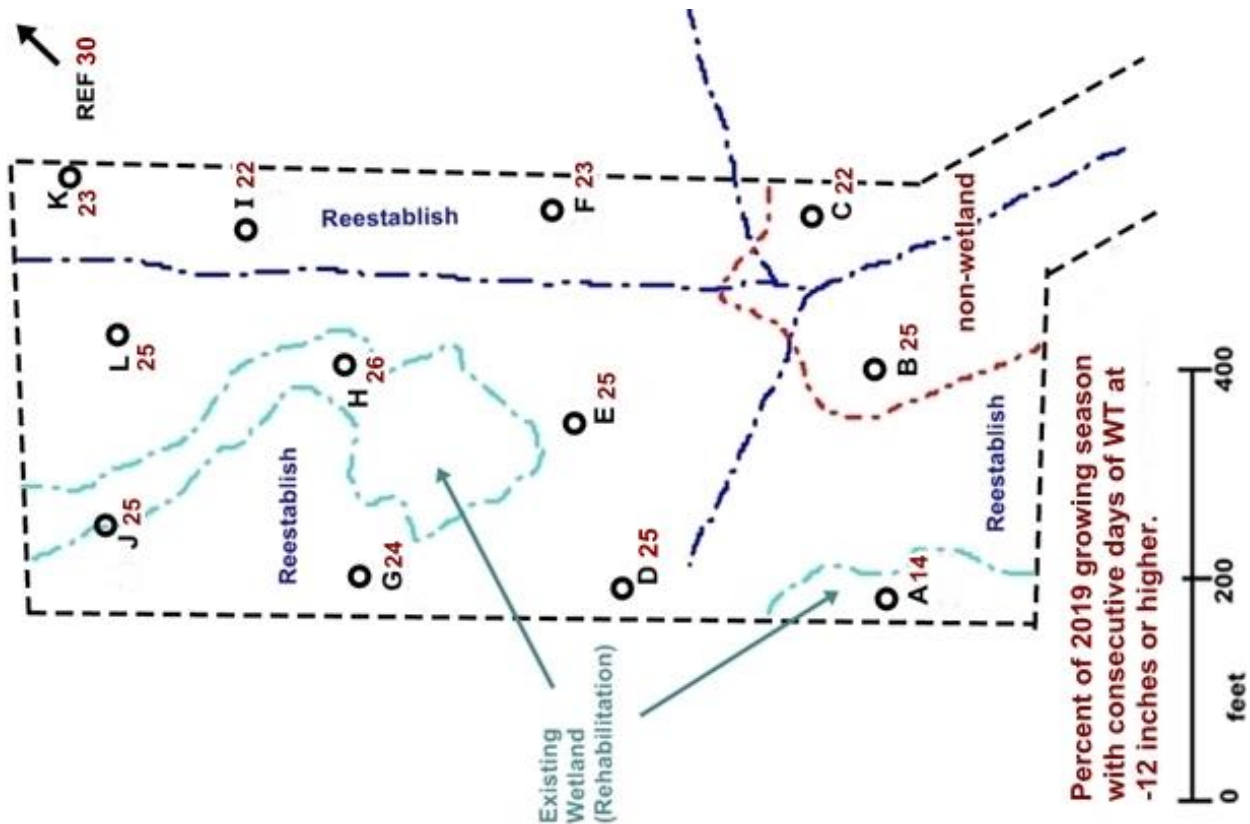 REF 30
K
23
I 22
Reestablish
F 23
C 22
L
25
H
26
E 25
B 25
non-wetland
J 25
Reestablish
G 24
D 25
A 14
Reestablish
Existing
Wetland
(Rehabilitation)
Percent of 2019 growing season
with consecutive days of WT at
-12 inches or higher.
0 200 400
feet